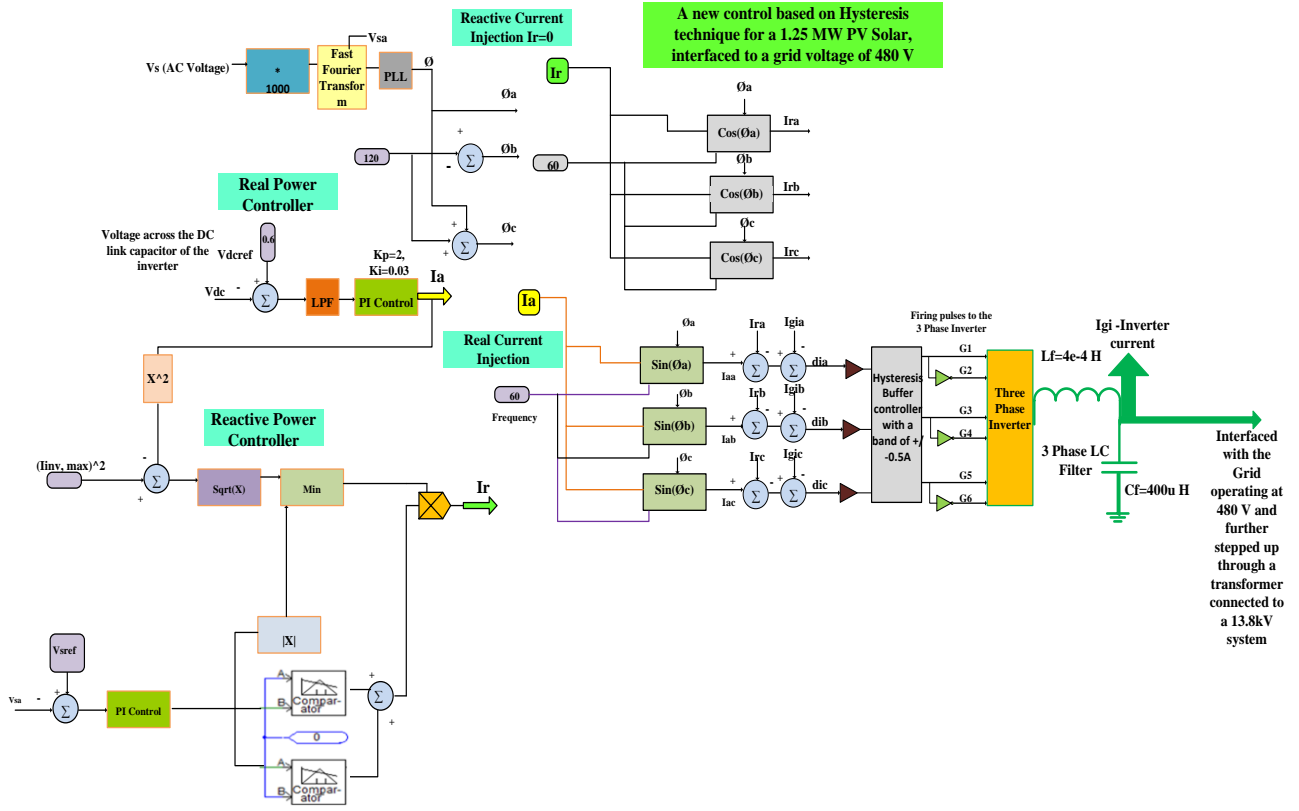 Reactive Current
Injection Ir=0
A new control based on Hysteresis
technique for a 1.25 MW PV Solar,
interfaced to a grid voltage of 480 V
Vs (AC Voltage)
*
1000
Vsa
Fast
Fourier
Transfor
m
PLL
Ø
Øa
120
+
-
Σ
Øb
+
+
Σ
Øc
Ir
60
Øa
Cos(Øa)
Ira
Øb
Cos(Øb)
Irb
Øc
Cos(Øc)
Irc
Real Power
Controller
Voltage across the DC
link capacitor of the
inverter
0.6
Vdcref
Vdc
-
+
Σ
LPF
Kp=2,
Ki=0.03
PI Control
Ia
X^2
Reactive Power
Controller
(Iinv, max)^2
-
+
Σ
Sqrt(X)
Min
Ir
|X|
Vsref
Vsa
-
+
Σ
PI Control
A
B
Compar-
ator
0
A
B
Compar-
ator
+
Σ
+
Ia
Real Current
Injection
60
Frequency
Øa
Sin(Øa)
+
Iaa
Ira
-
+
Igia
-
dia
Øb
Sin(Øb)
+
Iab
Irb
-
+
Igib
-
dib
Øc
Sin(Øc)
+
Iac
Irc
-
+
Igic
-
dic
Hysteresis
Buffer
controller
with a
band of +/
-0.5A
Firing pulses to the
3 Phase Inverter
G1
G2
G3
G4
G5
G6
Three
Phase
Inverter
Lf=4e-4 H
Igi -Inverter
current
3 Phase LC
Filter
Cf=400u H
Interfaced
with the
Grid
operating at
480 V and
further
stepped up
through a
transformer
connected to
a 13.8kV
system